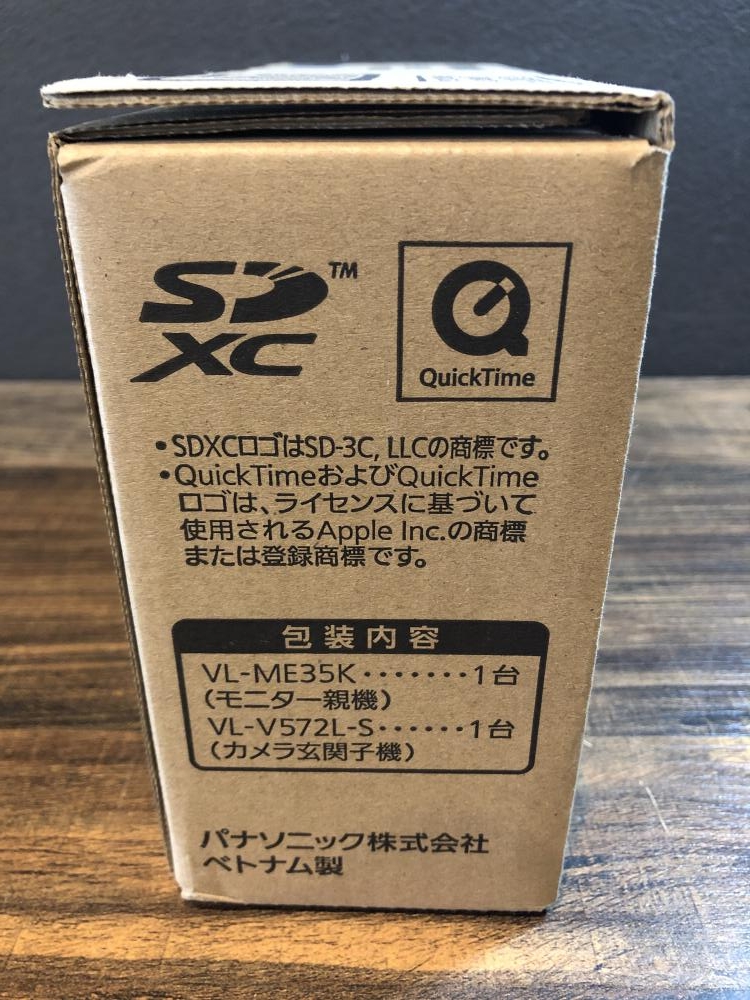 SD™
XC
QuickTime
・SDXCロゴはSD-3C, LLCの商標です。
・QuickTimeおよびQuickTime
ロゴは、ライセンスに基づいて
使用されるApple Inc.の商標
または登録商標です。
包装内容
VL-ME35K・・・・・・・1台
（モニター親機）
VL-V572L-S・・・・・・1台
（カメラ玄関子機）
パナソニック株式会社
ベトナム製